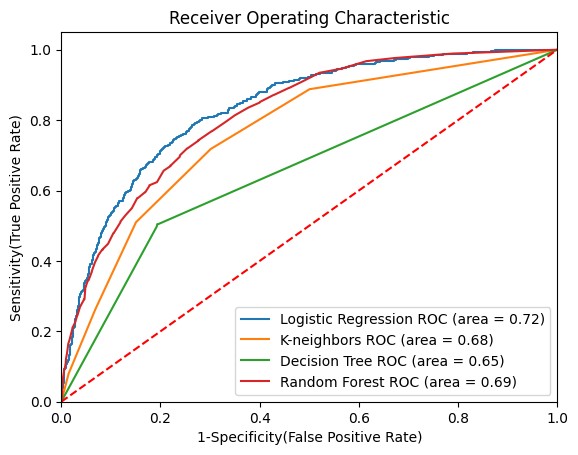 Receiver Operating Characteristic
Sensitivity(True Positive Rate)
1.0
0.8
0.6
0.4
0.2
0.0
Logistic Regression ROC (area = 0.72)
K-neighbors ROC (area = 0.68)
Decision Tree ROC (area = 0.65)
Random Forest ROC (area = 0.69)
0.0 0.2 0.4 0.6 0.8 1.0
1-Specificity(False Positive Rate)